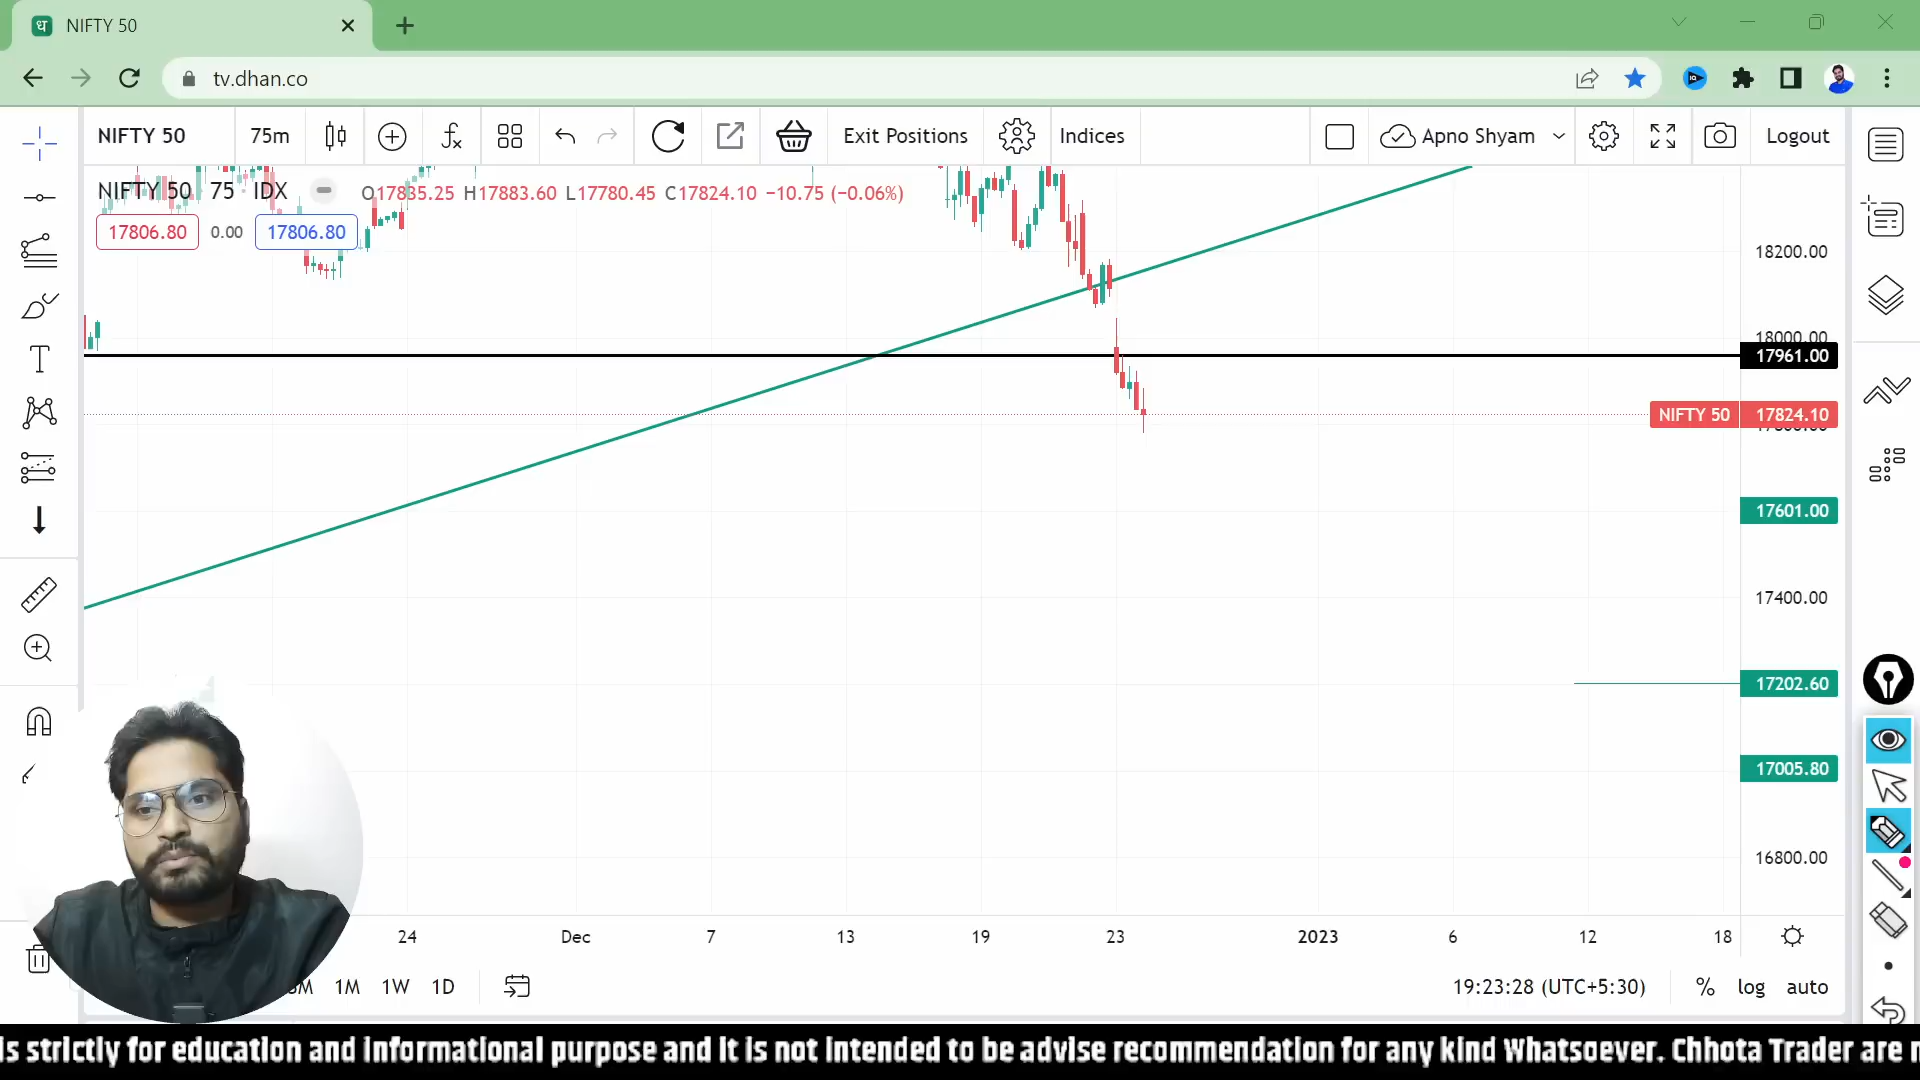 NIFTY 50
tv.dhan.co
NIFTY 50 75m Exit Positions Indices Apno Shyam Logout
NIFTY 50 · 75 · IDX O17835.25 H17883.60 L17780.45 C17824.10 −10.75 (−0.06%)
17806.80 0.00 17806.80
18200.00
18000.00
17961.00
NIFTY 50 17824.10
17800.00
17601.00
17400.00
17202.60
17005.80
16800.00
24 Dec 7 13 19 23 2023 6 12 18
1M 1W 1D 19:23:28 (UTC+5:30) % log auto
is strictly for education and informational purpose and it is not intended to be advise recommendation for any kind Whatsoever. Chhota Trader are